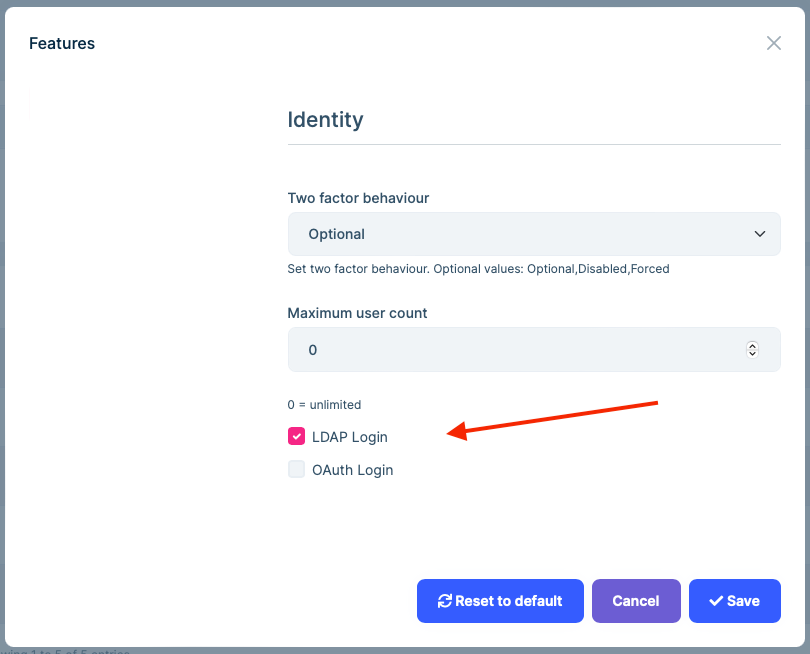 Features
Identity
Two factor behaviour
Optional
Set two factor behaviour. Optional values: Optional,Disabled,Forced
Maximum user count
0
0 = unlimited
LDAP Login
OAuth Login
Reset to default
Cancel
Save